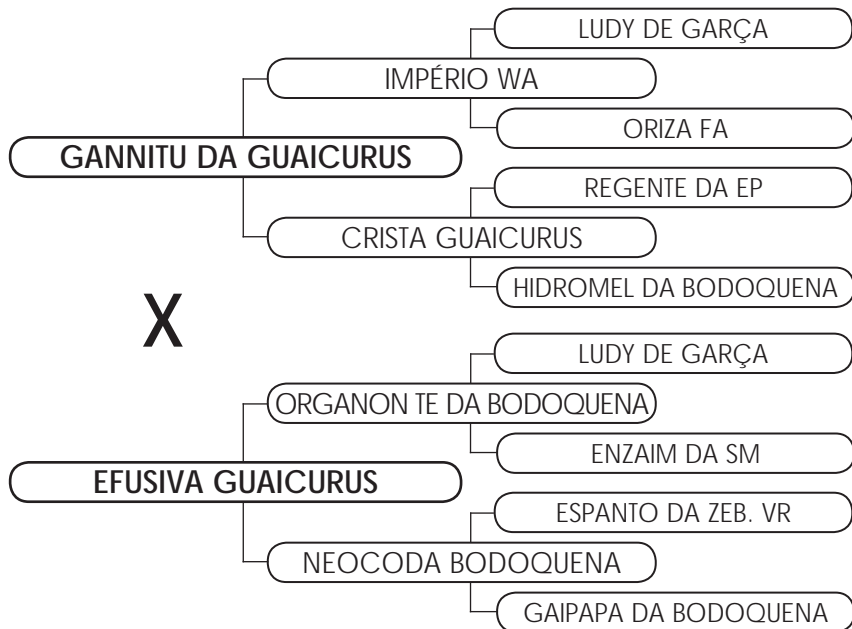 LUDY DE GARÇA
IMPÉRIO WA
ORIZA FA
GANNITU DA GUAICURUS
REGENTE DA EP
CRISTA GUAICURUS
HIDROMEL DA BODOQUENA
X
LUDY DE GARÇA
ORGANON TE DA BODOQUENA
ENZAIM DA SM
EFUSIVA GUAICURUS
ESPANTO DA ZEB. VR
NEOCODA BODOQUENA
GAIPAPA DA BODOQUENA